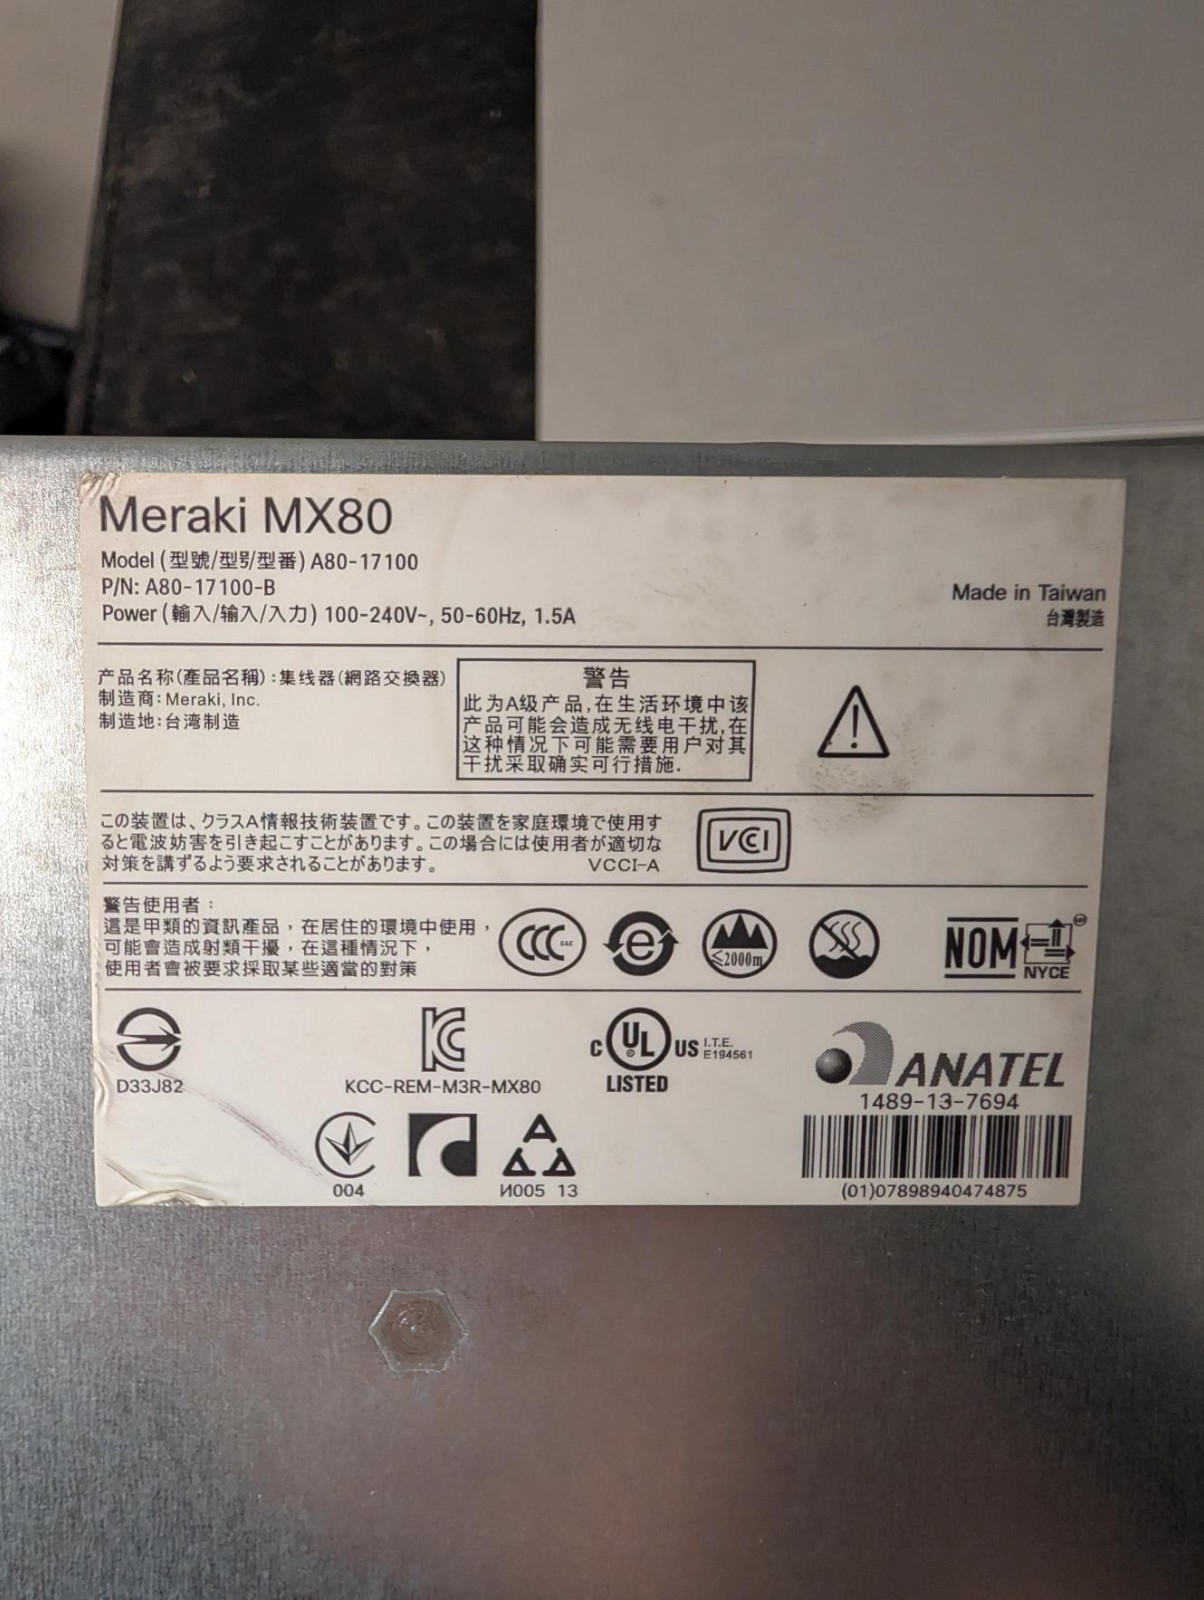 Meraki MX80
Model (型號/型号/型番) A80-17100
P/N: A80-17100-B
Power (輸入/输入/入力) 100-240V~, 50-60Hz, 1.5A
Made in Taiwan
台灣製造
产品名称(產品名稱):集线器(網路交換器)
制造商: Meraki, Inc.
制造地:台湾制造
警告
此为A级产品,在生活环境中该
产品可能会造成无线电干扰,在
这种情况下可能需要用户对其
干扰采取确实可行措施.
この装置は、クラスA情報技術装置です。この装置を家庭環境で使用す
ると電波妨害を引き起こすことがあります。この場合には使用者が適切な
対策を講ずるよう要求されることがあります。 VCCI-A
VCCI
警告使用者：
這是甲類的資訊產品，在居住的環境中使用，
可能會造成射頻干擾，在這種情況下，
使用者會被要求採取某些適當的對策
CCC
e
≤2000m
NOM
NYCE
D33J82
KC
KCC-REM-M3R-MX80
C UL US
LISTED
I.T.E.
E194561
ANATEL
1489-13-7694
004
И005 13
(01)07898940474875